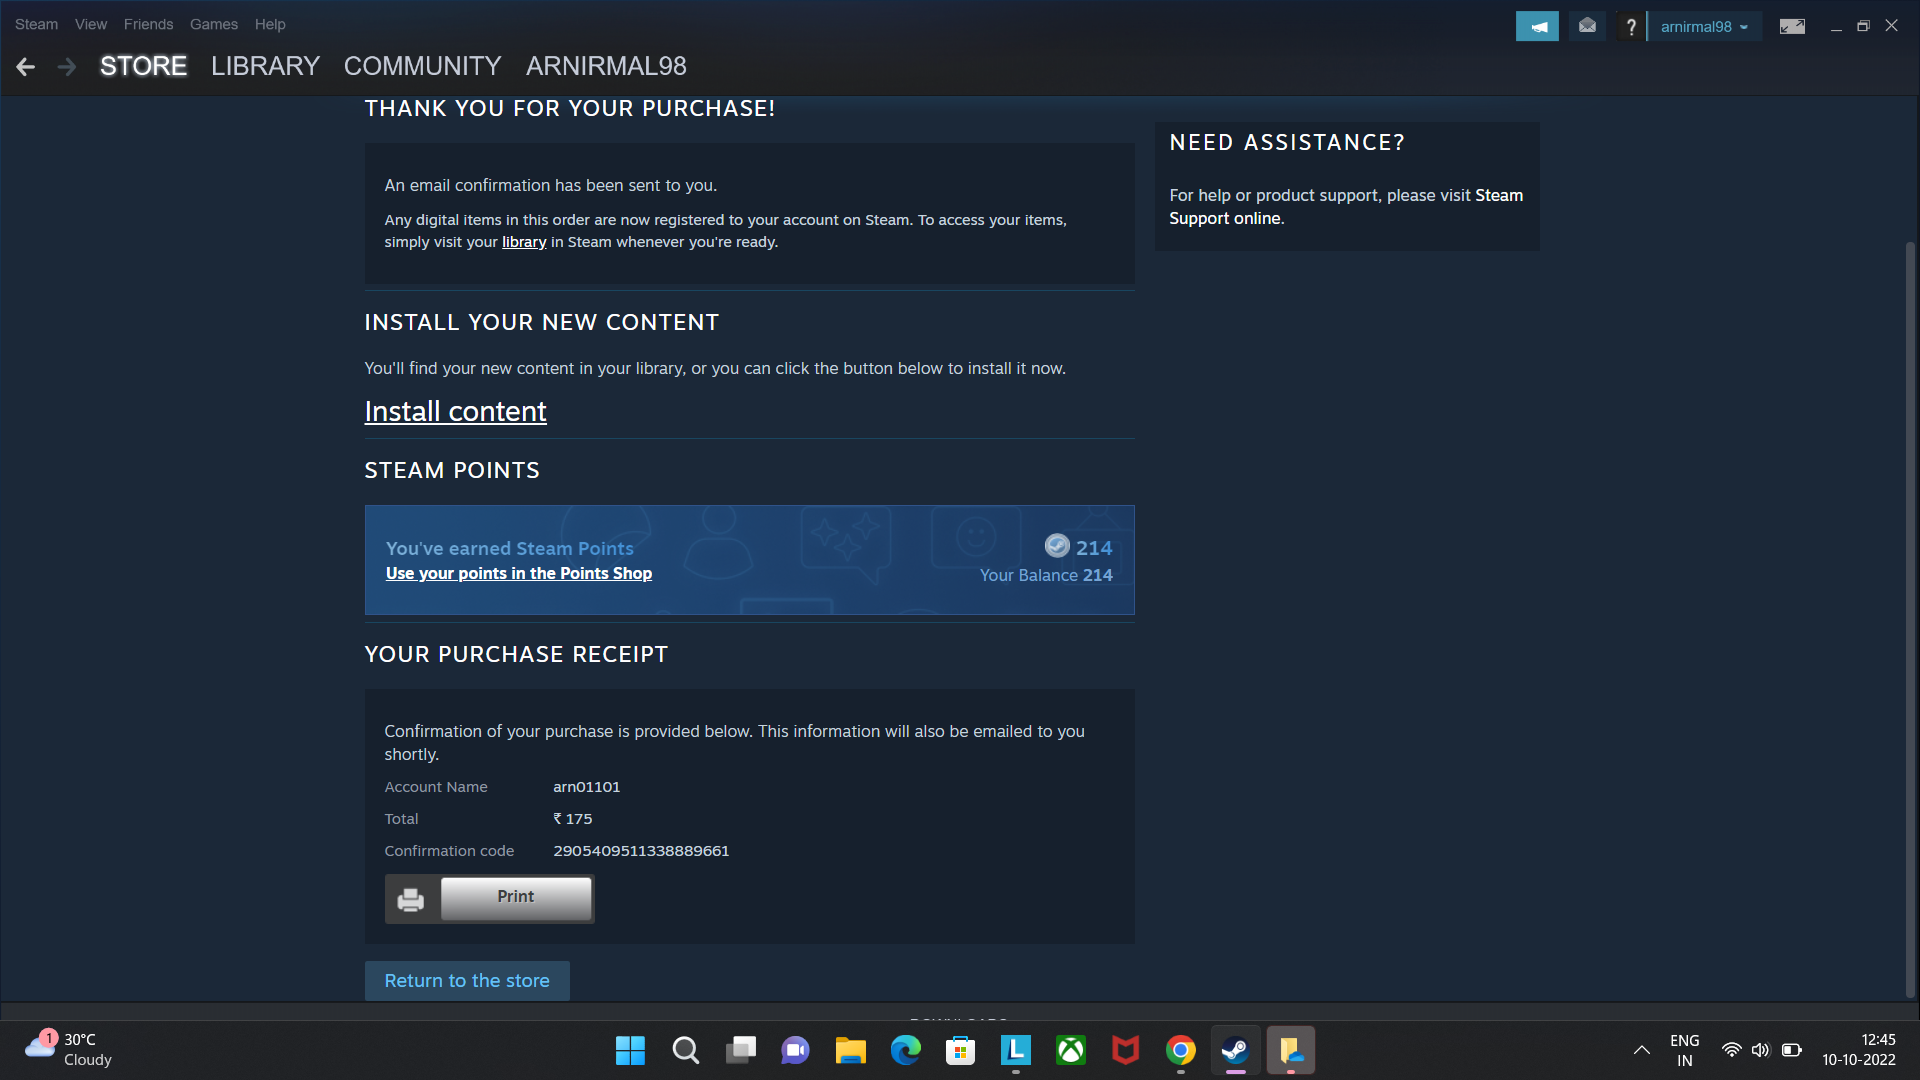 Steam View Friends Games Help
arnirmal98
STORE LIBRARY COMMUNITY ARNIRMAL98
THANK YOU FOR YOUR PURCHASE!
An email confirmation has been sent to you.
Any digital items in this order are now registered to your account on Steam. To access your items,
simply visit your library in Steam whenever you're ready.
NEED ASSISTANCE?
For help or product support, please visit Steam
Support online.
INSTALL YOUR NEW CONTENT
You'll find your new content in your library, or you can click the button below to install it now.
Install content
STEAM POINTS
You've earned Steam Points
214
Use your points in the Points Shop
Your Balance 214
YOUR PURCHASE RECEIPT
Confirmation of your purchase is provided below. This information will also be emailed to you
shortly.
Account Name arn01101
Total ₹ 175
Confirmation code 2905409511338889661
Print
Return to the store
1
30°C
Cloudy
L
ENG
IN
12:45
10-10-2022